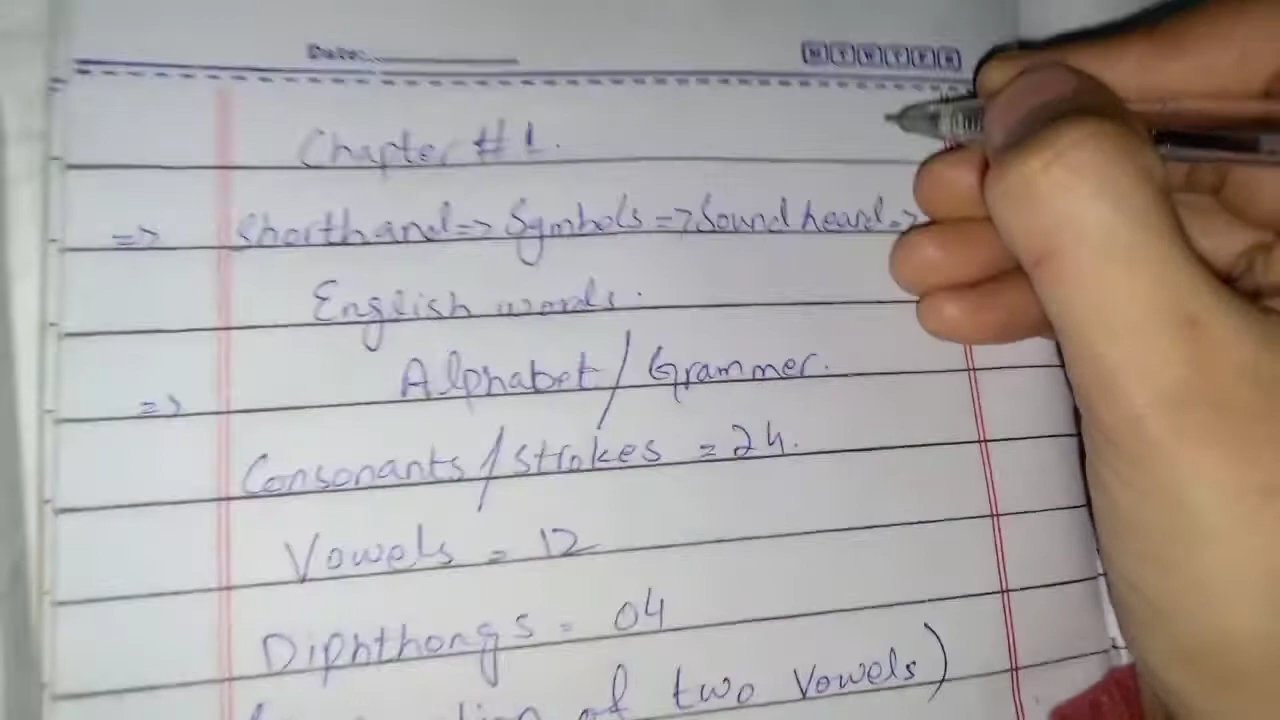 Date:
M T W T F S
Chapter # 1.
=> Shorthand => Symbols => Sound heard =>
English words.
=> Alphabet / Grammer.
Consonants / Strokes = 24.
Vowels = 12
Diphthongs = 04
of two Vowels)